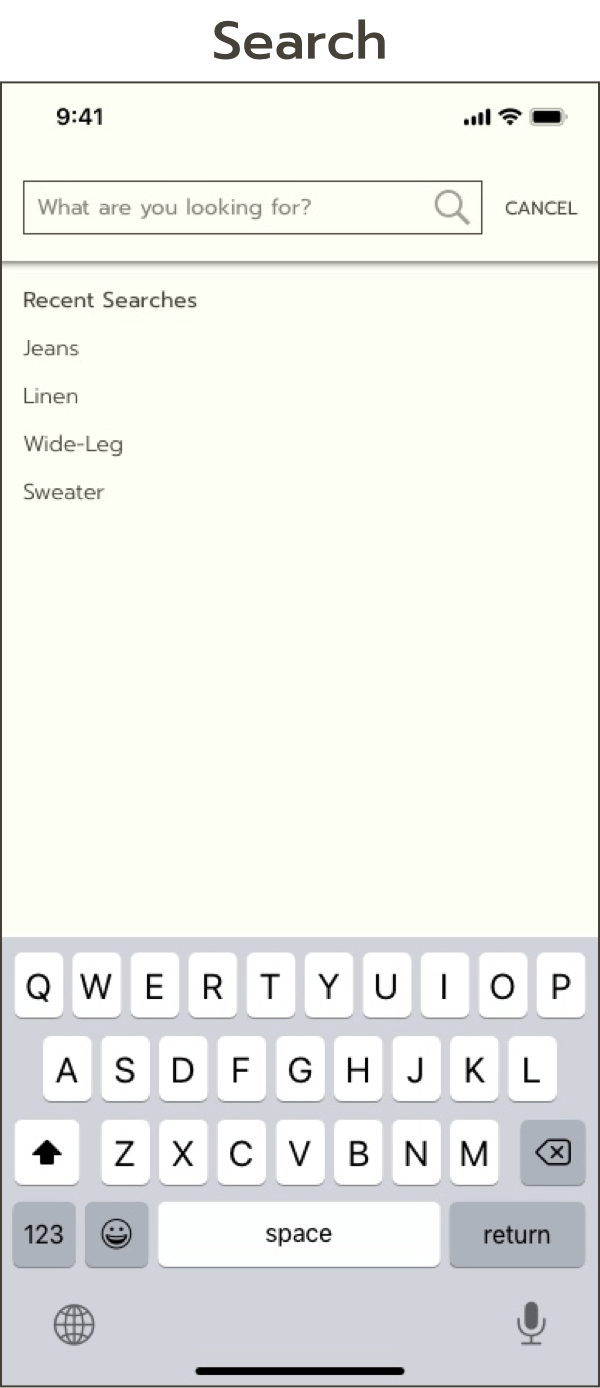 Search
9:41
What are you looking for? CANCEL
Recent Searches
Jeans
Linen
Wide-Leg
Sweater
Q W E R T Y U I O P
A S D F G H J K L
Z X C V B N M
123 space return